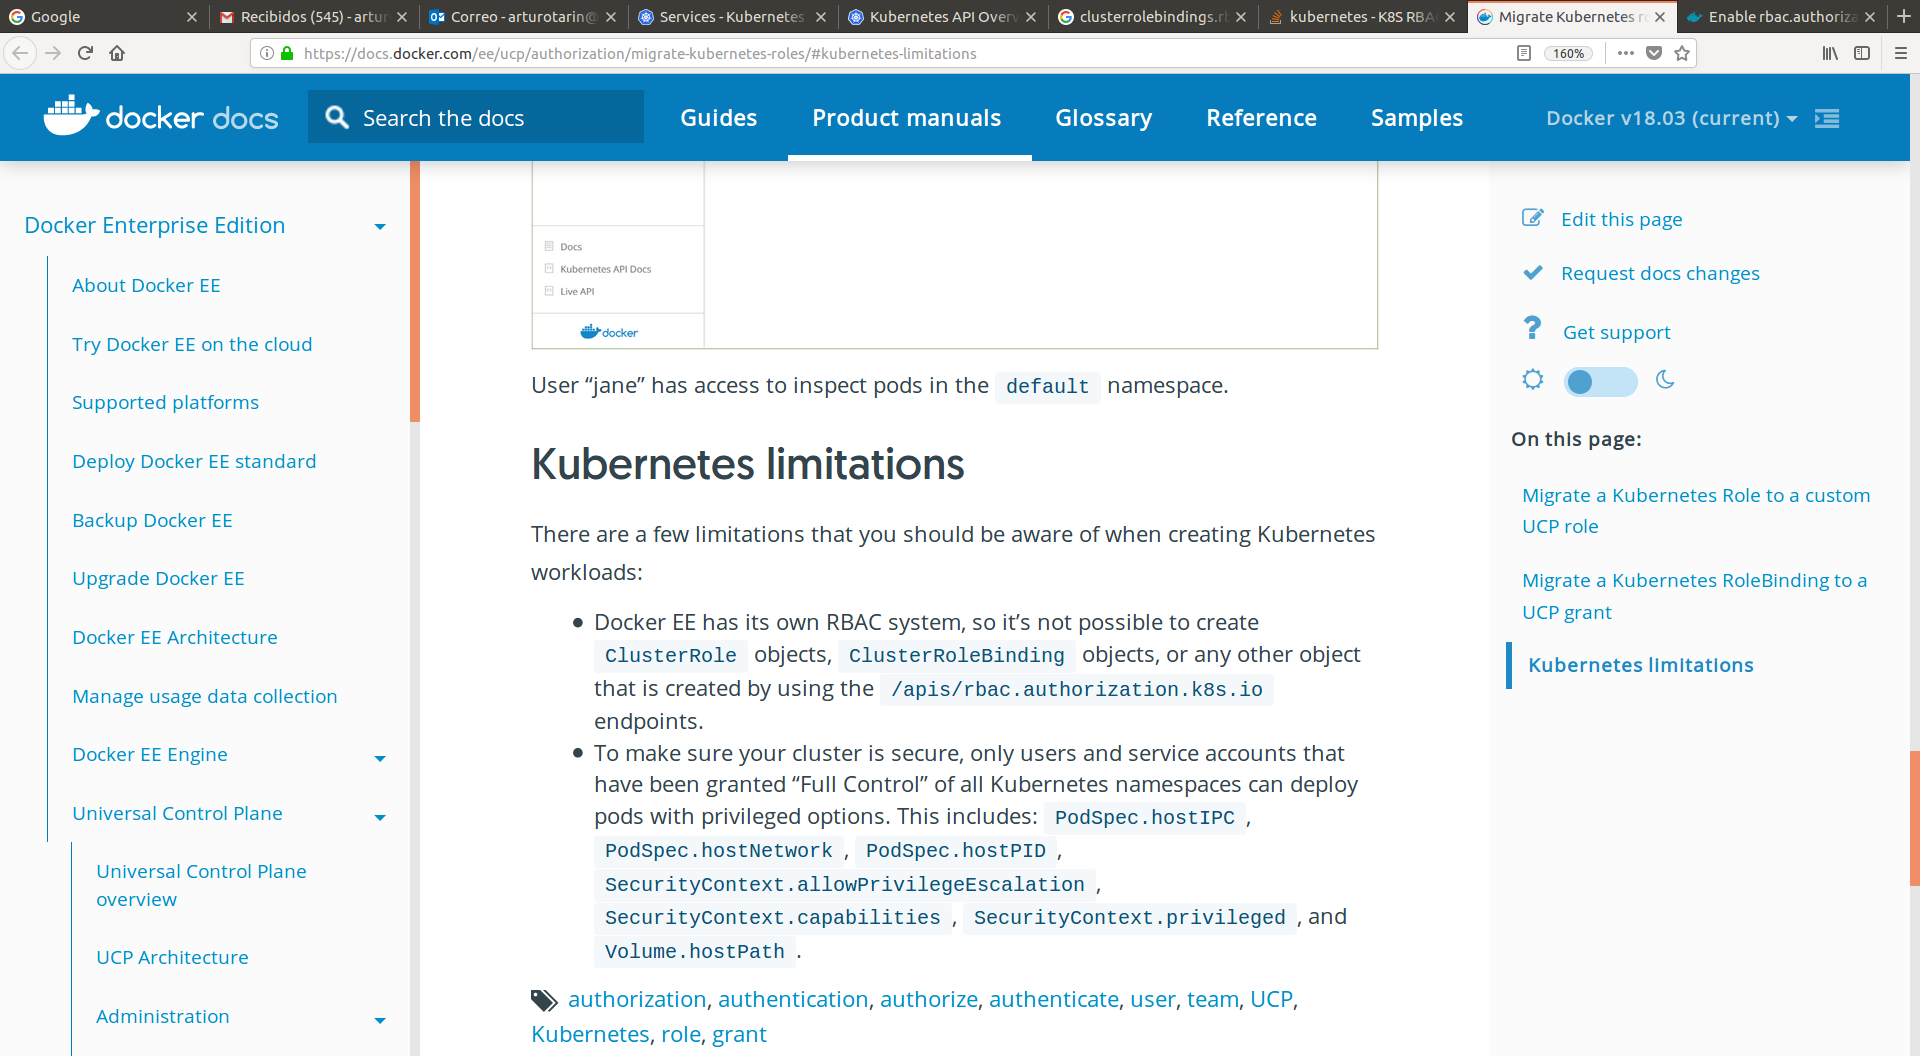 Google
Recibidos (545) - artur
Correo - arturotarin@
Services - Kubernetes
Kubernetes API Overv
clusterrolebindings.r
kubernetes - K8S RBA
Migrate Kubernetes ro
Enable rbac.authoriza
https://docs.docker.com/ee/ucp/authorization/migrate-kubernetes-roles/#kubernetes-limitations
160%
docker docs
Search the docs
Guides
Product manuals
Glossary
Reference
Samples
Docker v18.03 (current)
Docker Enterprise Edition
About Docker EE
Try Docker EE on the cloud
Supported platforms
Deploy Docker EE standard
Backup Docker EE
Upgrade Docker EE
Docker EE Architecture
Manage usage data collection
Docker EE Engine
Universal Control Plane
Universal Control Plane
overview
UCP Architecture
Administration
Docs
Kubernetes API Docs
Live API
docker
User “jane” has access to inspect pods in the default namespace.
Kubernetes limitations
There are a few limitations that you should be aware of when creating Kubernetes
workloads:
• Docker EE has its own RBAC system, so it’s not possible to create
ClusterRole objects, ClusterRoleBinding objects, or any other object
that is created by using the /apis/rbac.authorization.k8s.io
endpoints.
• To make sure your cluster is secure, only users and service accounts that
have been granted “Full Control” of all Kubernetes namespaces can deploy
pods with privileged options. This includes: PodSpec.hostIPC ,
PodSpec.hostNetwork , PodSpec.hostPID ,
SecurityContext.allowPrivilegeEscalation ,
SecurityContext.capabilities , SecurityContext.privileged , and
Volume.hostPath .
authorization, authentication, authorize, authenticate, user, team, UCP,
Kubernetes, role, grant
Edit this page
Request docs changes
Get support
On this page:
Migrate a Kubernetes Role to a custom
UCP role
Migrate a Kubernetes RoleBinding to a
UCP grant
Kubernetes limitations